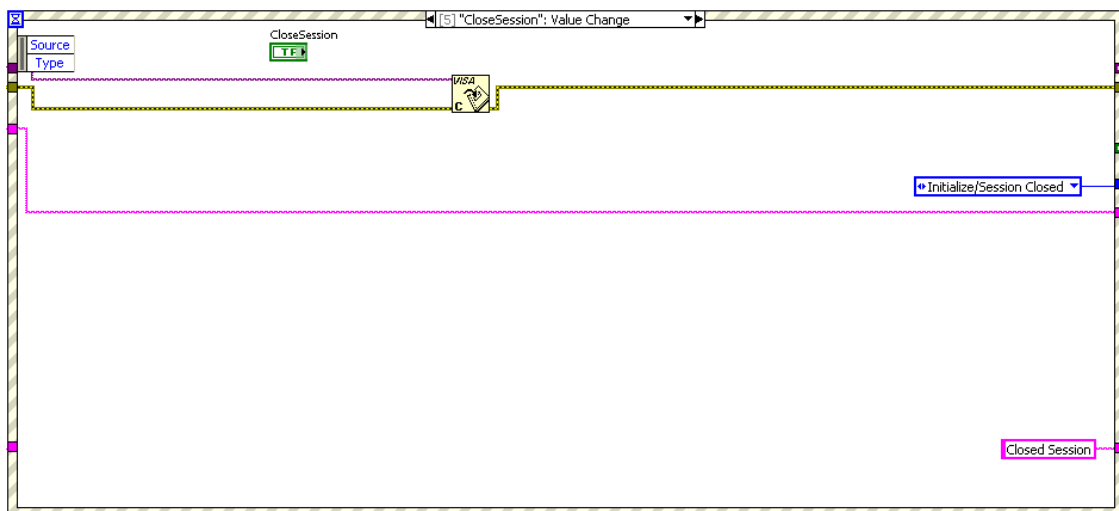 [5] "CloseSession": Value Change
CloseSession
Source
TF
Type
VISA
C
Initialize/Session Closed
Closed Session